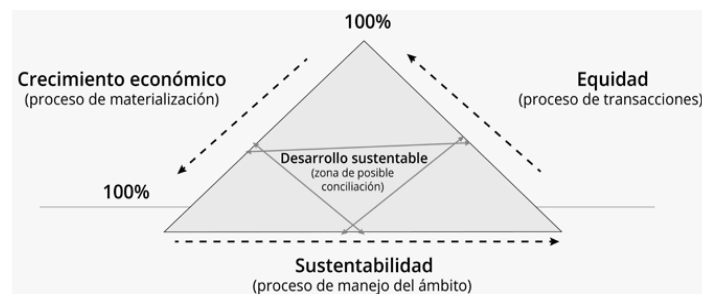 100%
Crecimiento económico
(proceso de materialización)
Equidad
(proceso de transacciones)
Desarrollo sustentable
(zona de posible
conciliación)
100%
Sustentabilidad
(proceso de manejo del ámbito)